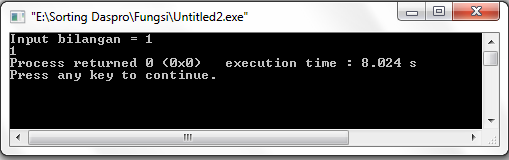 "E:\Sorting Daspro\Fungsi\Untitled2.exe"
Input bilangan = 1
1
Process returned 0 (0x0)   execution time : 8.024 s
Press any key to continue.